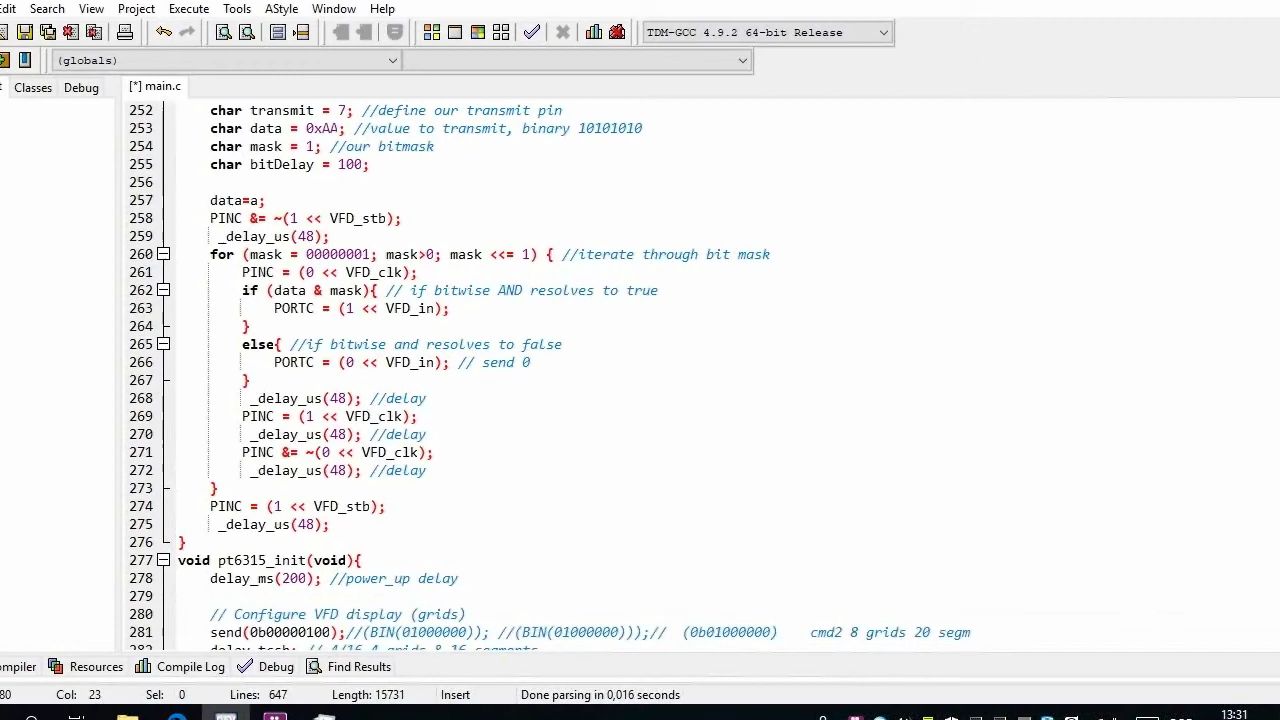 Edit Search View Project Execute Tools AStyle Window Help
TDM-GCC 4.9.2 64-bit Release
(globals)
Classes Debug [*] main.c
252 char transmit = 7; //define our transmit pin
253 char data = 0xAA; //value to transmit, binary 10101010
254 char mask = 1; //our bitmask
255 char bitDelay = 100;
256
257 data=a;
258 PINC &= ~(1 << VFD_stb);
259 _delay_us(48);
260 for (mask = 00000001; mask>0; mask <<= 1) { //iterate through bit mask
261 PINC = (0 << VFD_clk);
262 if (data & mask){ // if bitwise AND resolves to true
263 PORTC = (1 << VFD_in);
264 }
265 else{ //if bitwise and resolves to false
266 PORTC = (0 << VFD_in); // send 0
267 }
268 _delay_us(48); //delay
269 PINC = (1 << VFD_clk);
270 _delay_us(48); //delay
271 PINC &= ~(0 << VFD_clk);
272 _delay_us(48); //delay
273 }
274 PINC = (1 << VFD_stb);
275 _delay_us(48);
276 }
277 void pt6315_init(void){
278 delay_ms(200); //power_up delay
279
280 // Configure VFD display (grids)
281 send(0b00000100);//(BIN(01000000)); //(BIN(01000000)));// (0b01000000) cmd2 8 grids 20 segm
282 delay_tcsb; // 4/16 4 grids & 16 segments
ompiler Resources Compile Log Debug Find Results
80 Col: 23 Sel: 0 Lines: 647 Length: 15731 Insert Done parsing in 0,016 seconds
13:31